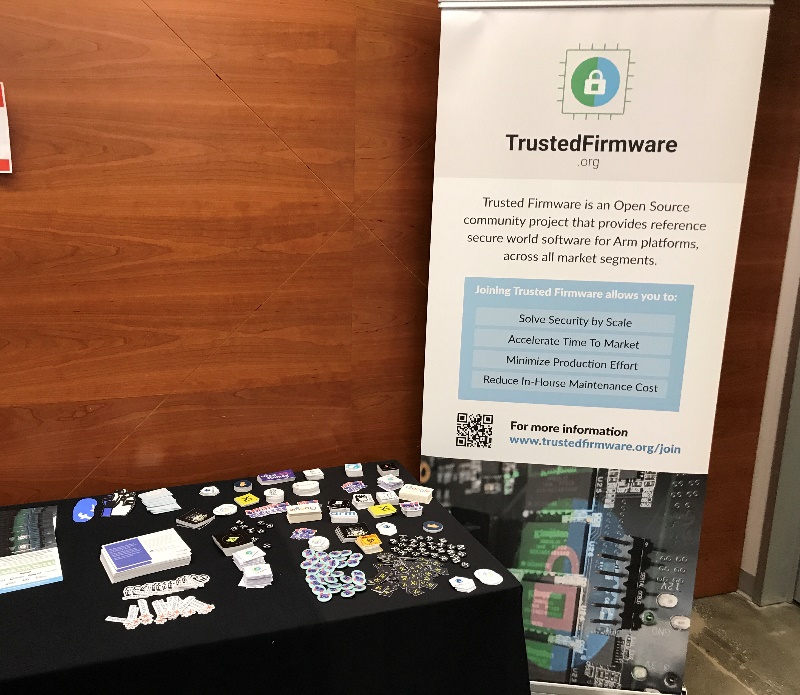 TrustedFirmware
.org
Trusted Firmware is an Open Source
community project that provides reference
secure world software for Arm platforms,
across all market segments.
Joining Trusted Firmware allows you to:
Solve Security by Scale
Accelerate Time To Market
Minimize Production Effort
Reduce In-House Maintenance Cost
For more information
www.trustedfirmware.org/join
Kingston